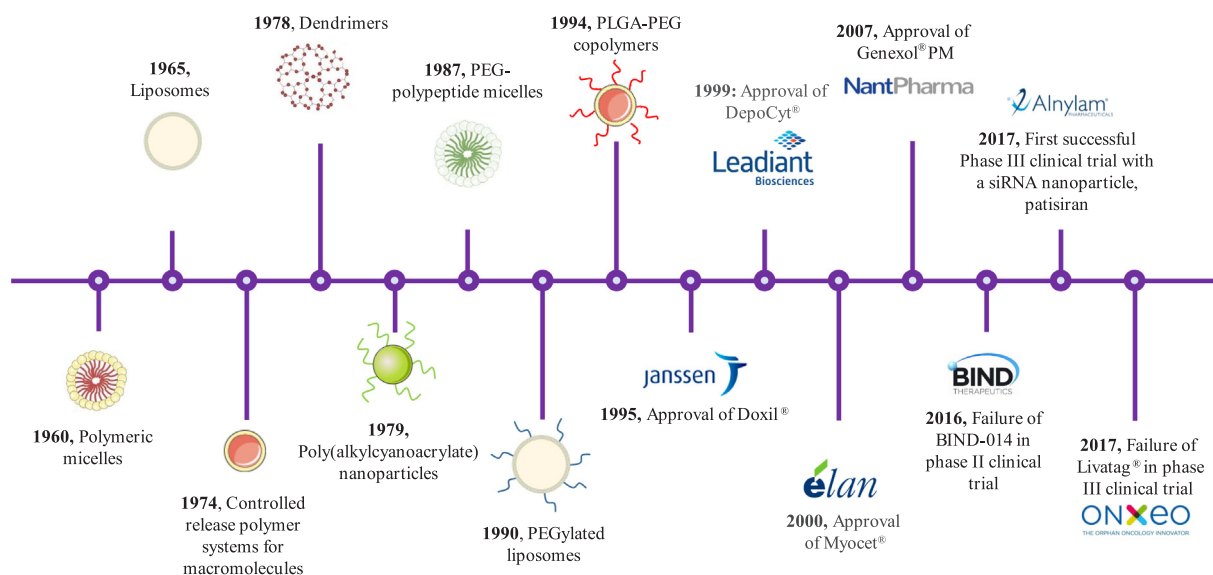 1960, Polymeric
micelles
1965,
Liposomes
1974, Controlled
release polymer
systems for
macromolecules
1978, Dendrimers
1979,
Poly(alkylcyanoacrylate)
nanoparticles
1987, PEG-
polypeptide micelles
1990, PEGylated
liposomes
1994, PLGA-PEG
copolymers
janssen
1995, Approval of Doxil®
1999: Approval of
DepoCyt®
Leadiant
Biosciences
élan
2000, Approval
of Myocet®
2007, Approval of
Genexol®PM
NantPharma
BIND
THERAPEUTICS
2016, Failure of
BIND-014 in
phase II clinical
trial
Alnylam
PHARMACEUTICALS
2017, First successful
Phase III clinical trial with
a siRNA nanoparticle,
patisiran
2017, Failure of
Livatag® in phase
III clinical trial
onxeo
THE ORPHAN ONCOLOGY INNOVATOR